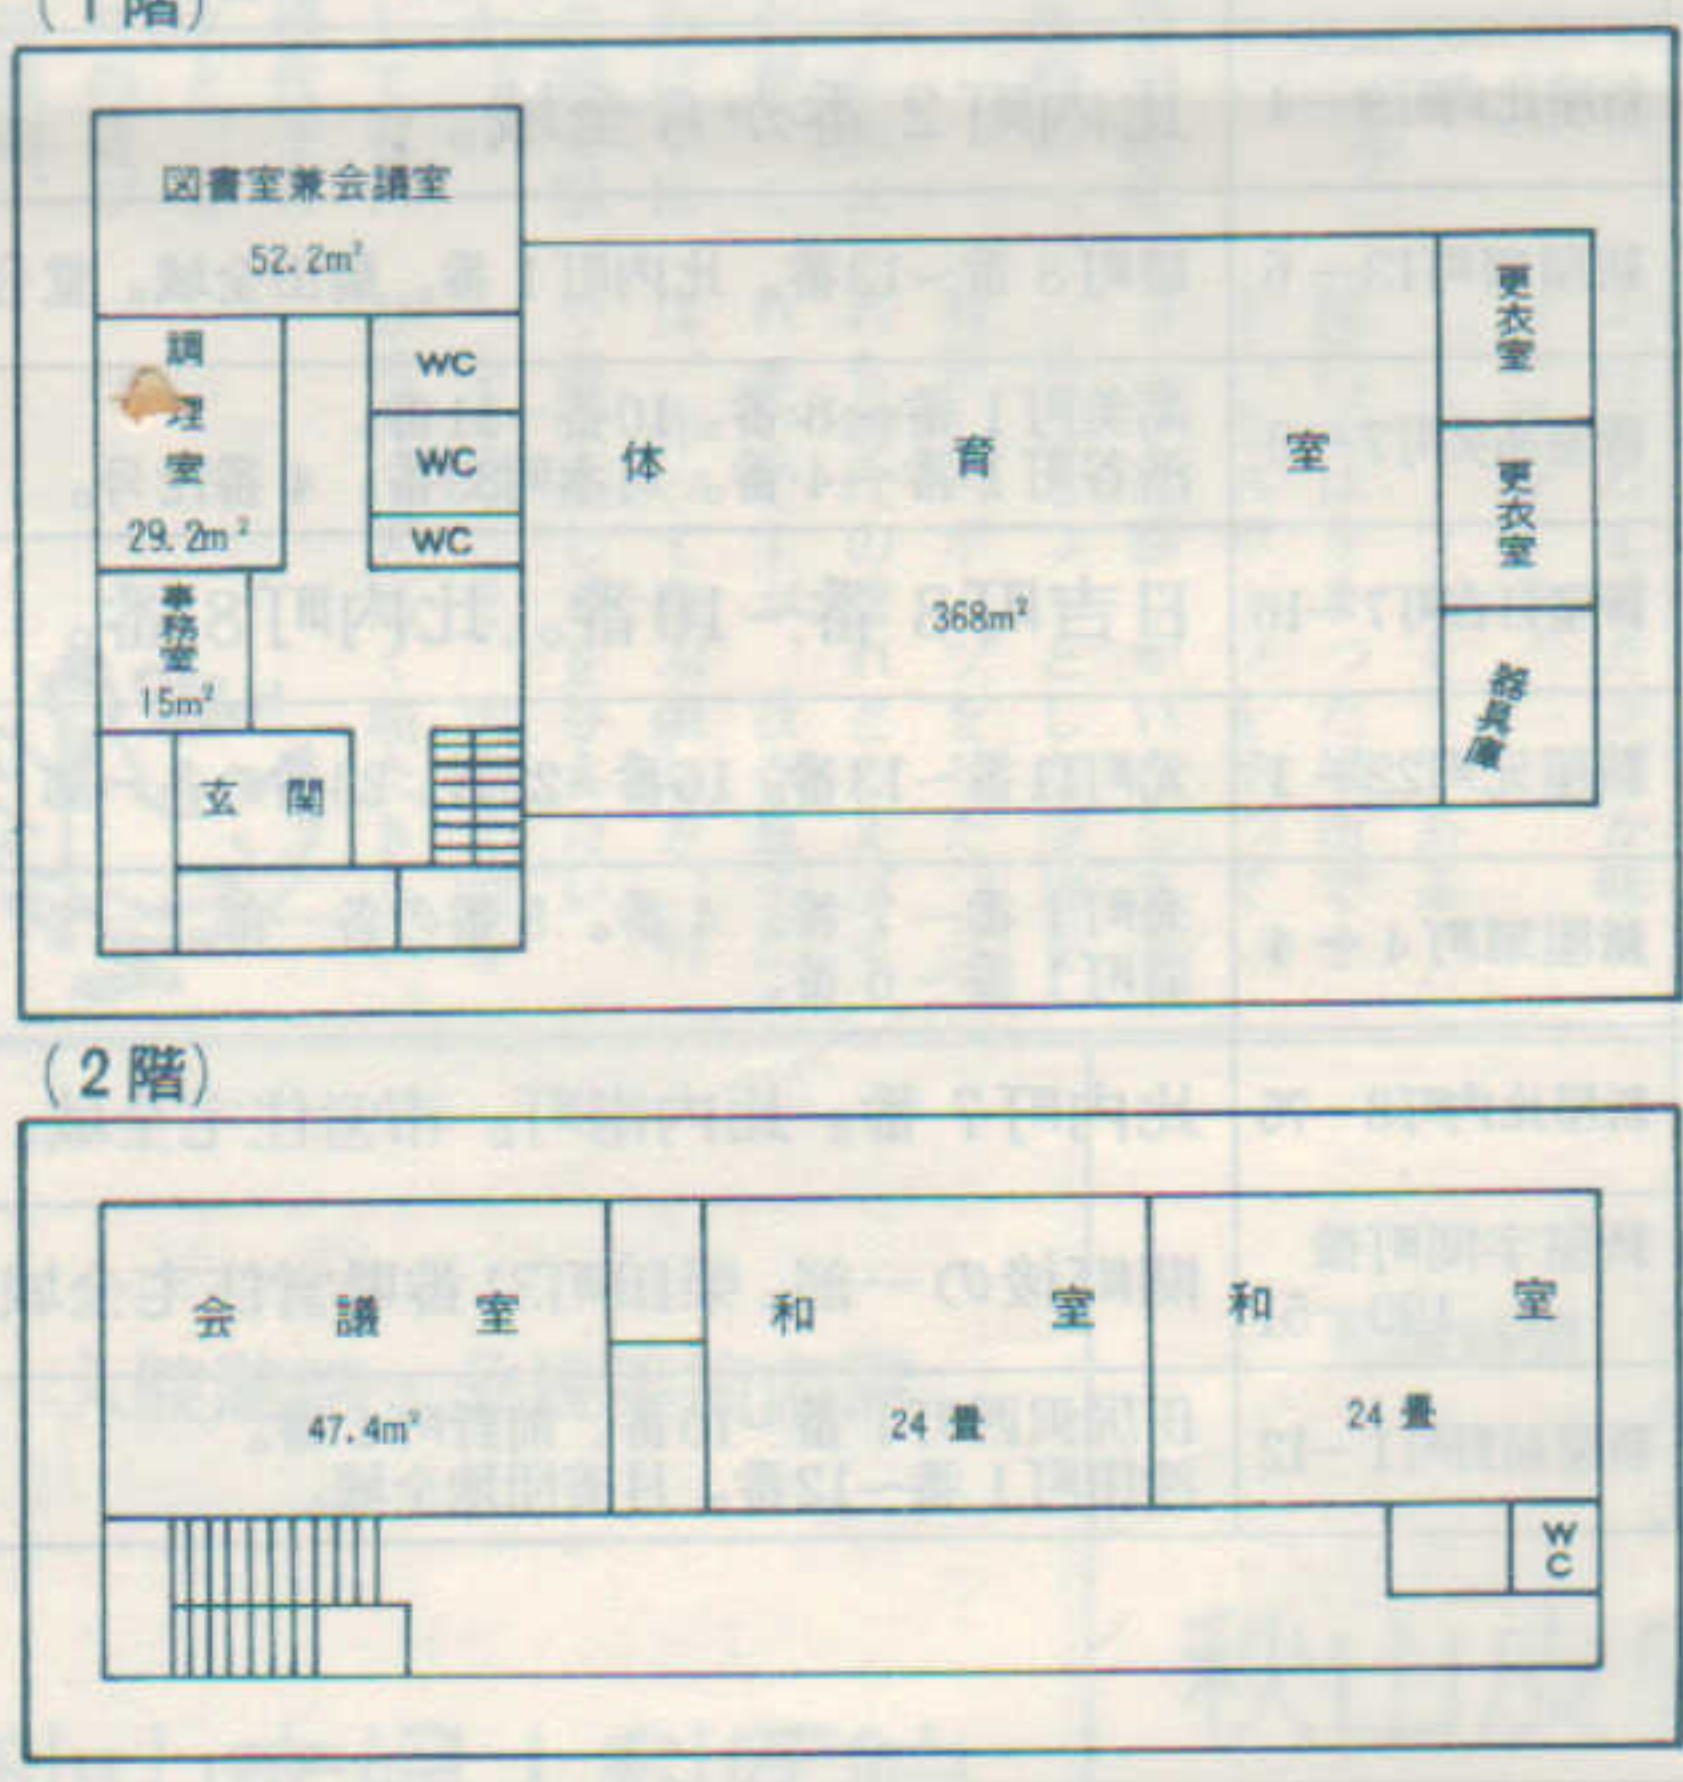 (1階)
図書室兼会議室
52.2m²
調理室
29.2m²
WC
WC
WC
事務室
15m²
玄関
体育室
368m²
更衣室
更衣室
器具庫
(2階)
会議室
47.4m²
和室
24畳
和室
24畳
WC